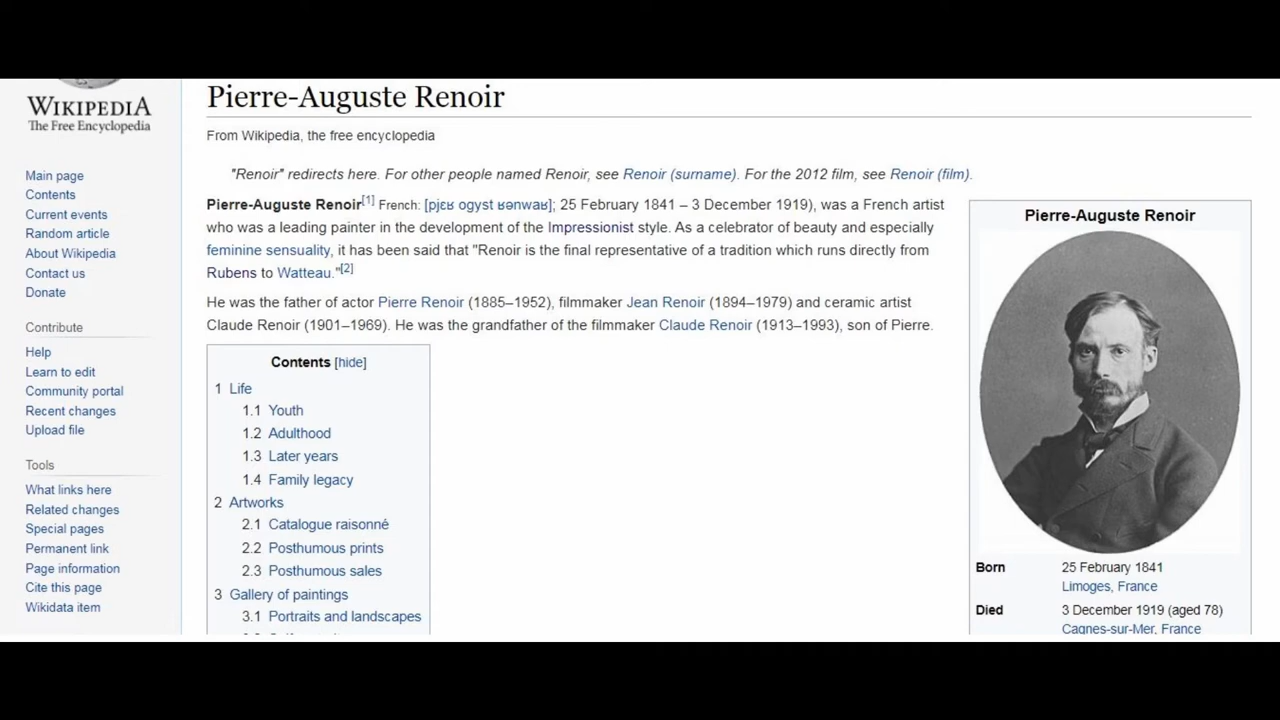 WIKIPEDIA
The Free Encyclopedia
Main page
Contents
Current events
Random article
About Wikipedia
Contact us
Donate
Contribute
Help
Learn to edit
Community portal
Recent changes
Upload file
Tools
What links here
Related changes
Special pages
Permanent link
Page information
Cite this page
Wikidata item
Pierre-Auguste Renoir
From Wikipedia, the free encyclopedia
"Renoir" redirects here. For other people named Renoir, see Renoir (surname). For the 2012 film, see Renoir (film).
Pierre-Auguste Renoir[1] French: [pjɛʁ oɡyst ʁənwaʁ]; 25 February 1841 – 3 December 1919), was a French artist
who was a leading painter in the development of the Impressionist style. As a celebrator of beauty and especially
feminine sensuality, it has been said that "Renoir is the final representative of a tradition which runs directly from
Rubens to Watteau."[2]
He was the father of actor Pierre Renoir (1885–1952), filmmaker Jean Renoir (1894–1979) and ceramic artist
Claude Renoir (1901–1969). He was the grandfather of the filmmaker Claude Renoir (1913–1993), son of Pierre.
Contents [hide]
1 Life
1.1 Youth
1.2 Adulthood
1.3 Later years
1.4 Family legacy
2 Artworks
2.1 Catalogue raisonné
2.2 Posthumous prints
2.3 Posthumous sales
3 Gallery of paintings
3.1 Portraits and landscapes
Pierre-Auguste Renoir
Born 25 February 1841
Limoges, France
Died 3 December 1919 (aged 78)
Cagnes-sur-Mer, France